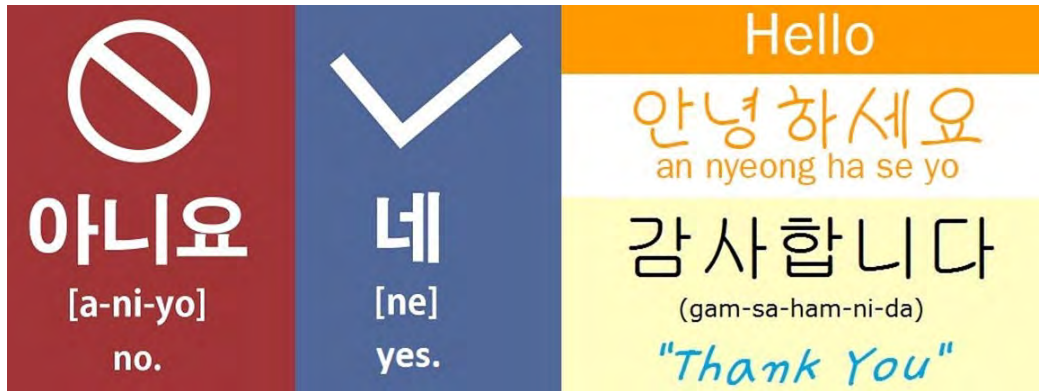 아니요
[a-ni-yo]
no.
네
[ne]
yes.
Hello
안녕하세요
an nyeong ha se yo
감사합니다
(gam-sa-ham-ni-da)
"Thank You"